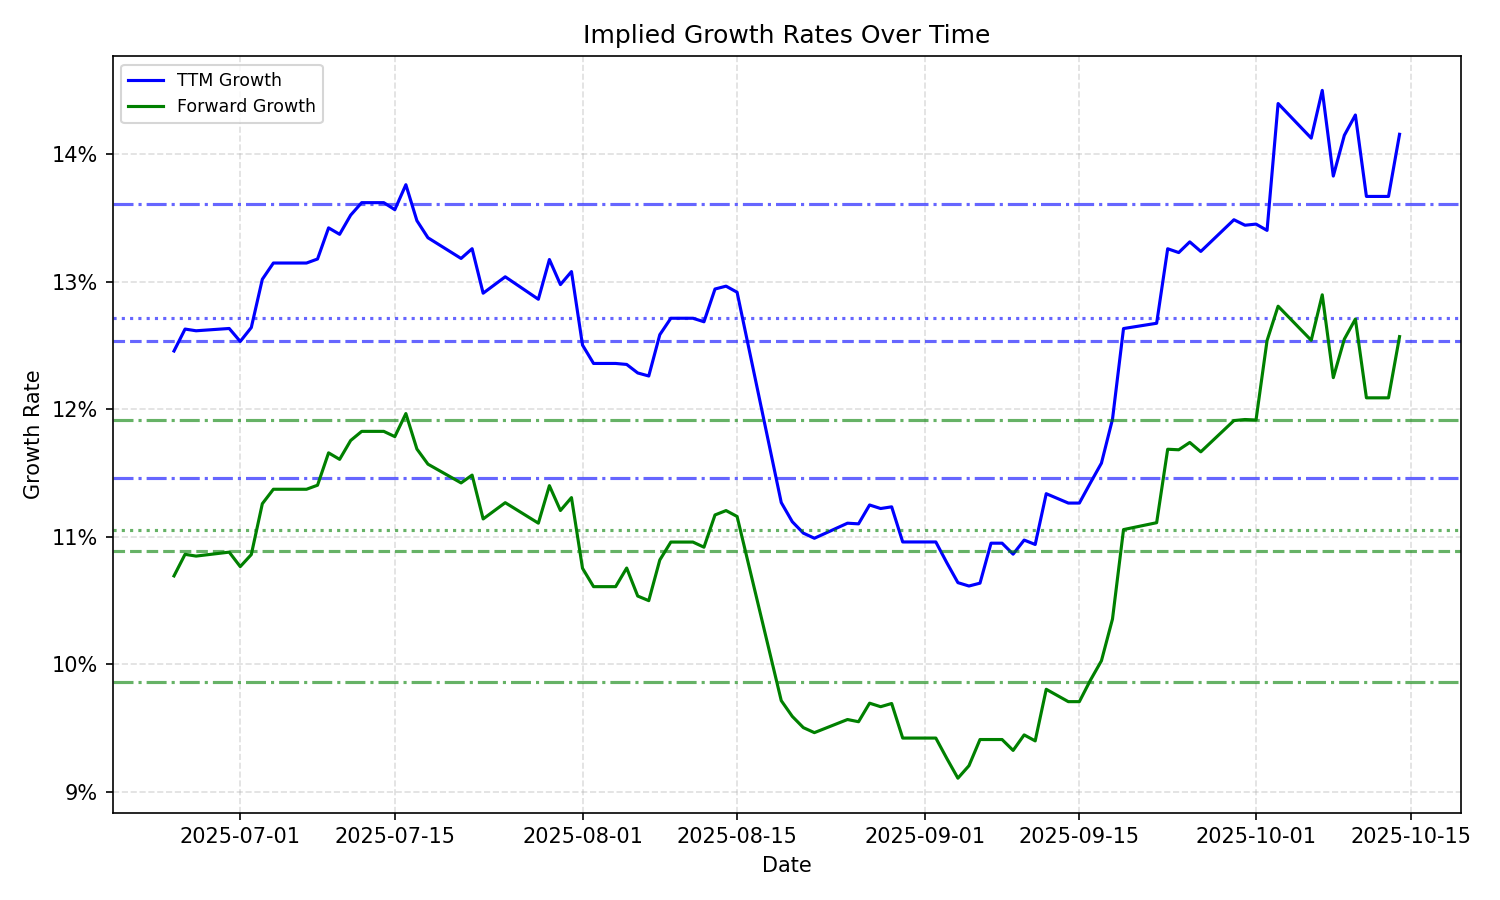 Implied Growth Rates Over Time
TTM Growth
Forward Growth
14%
13%
12%
11%
10%
9%
Growth Rate
2025-07-01
2025-07-15
2025-08-01
2025-08-15
2025-09-01
2025-09-15
2025-10-01
2025-10-15
Date